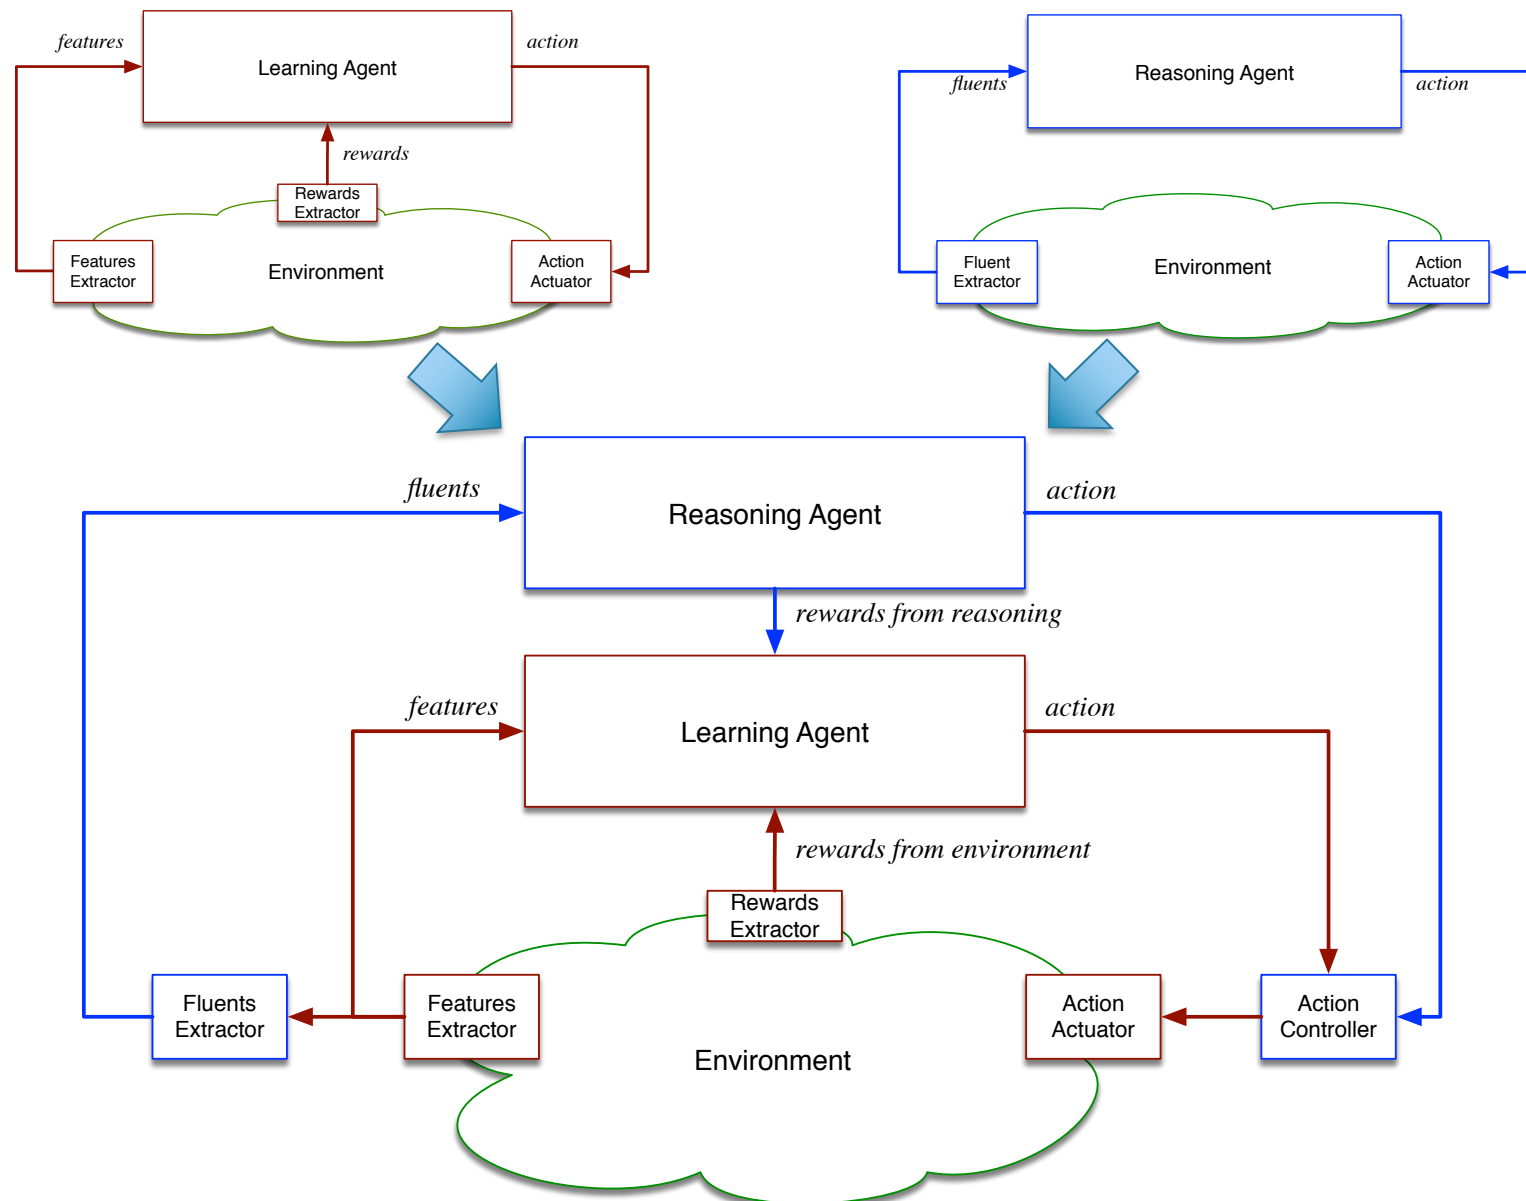 features
action
Learning Agent
rewards
Rewards
Extractor
Features
Extractor
Environment
Action
Actuator
fluents
Reasoning Agent
action
Fluent
Extractor
Environment
Action
Actuator
fluents
action
Reasoning Agent
rewards from reasoning
features
action
Learning Agent
rewards from environment
Rewards
Extractor
Fluents
Extractor
Features
Extractor
Action
Actuator
Action
Controller
Environment